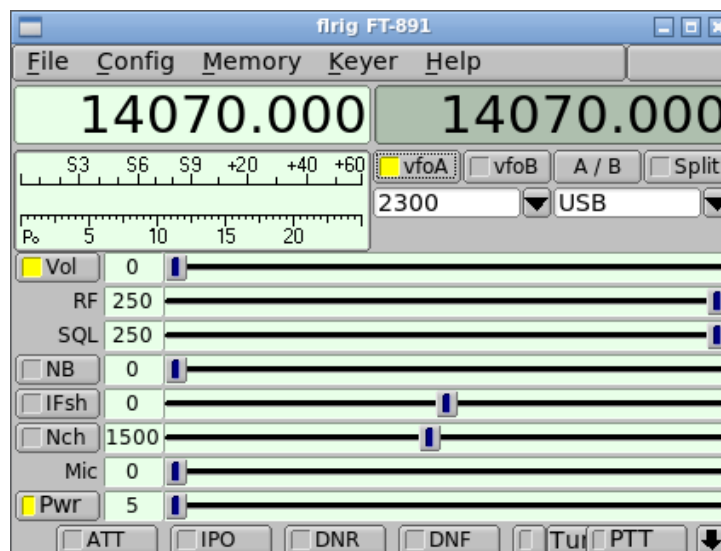 flrig FT-891
File Config Memory Keyer Help
14070.000 14070.000
S3 S6 S9 +20 +40 +60
vfoA vfoB A / B Split
2300 USB
Po 5 10 15 20
Vol 0
RF 250
SQL 250
NB 0
IFsh 0
Nch 1500
Mic 0
Pwr 5
ATT IPO DNR DNF PTT